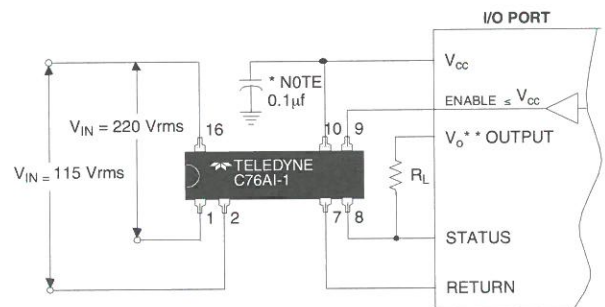 I/O PORT
V_CC
* N0TE
0.1µf
ENABLE ≤ V_CC
V_IN = 220 Vrms
16
10 9
V_o** OUTPUT
V_IN = 115 Vrms
TELEDYNE
C76AI-1
R_L
1 2
7 8
STATUS
RETURN